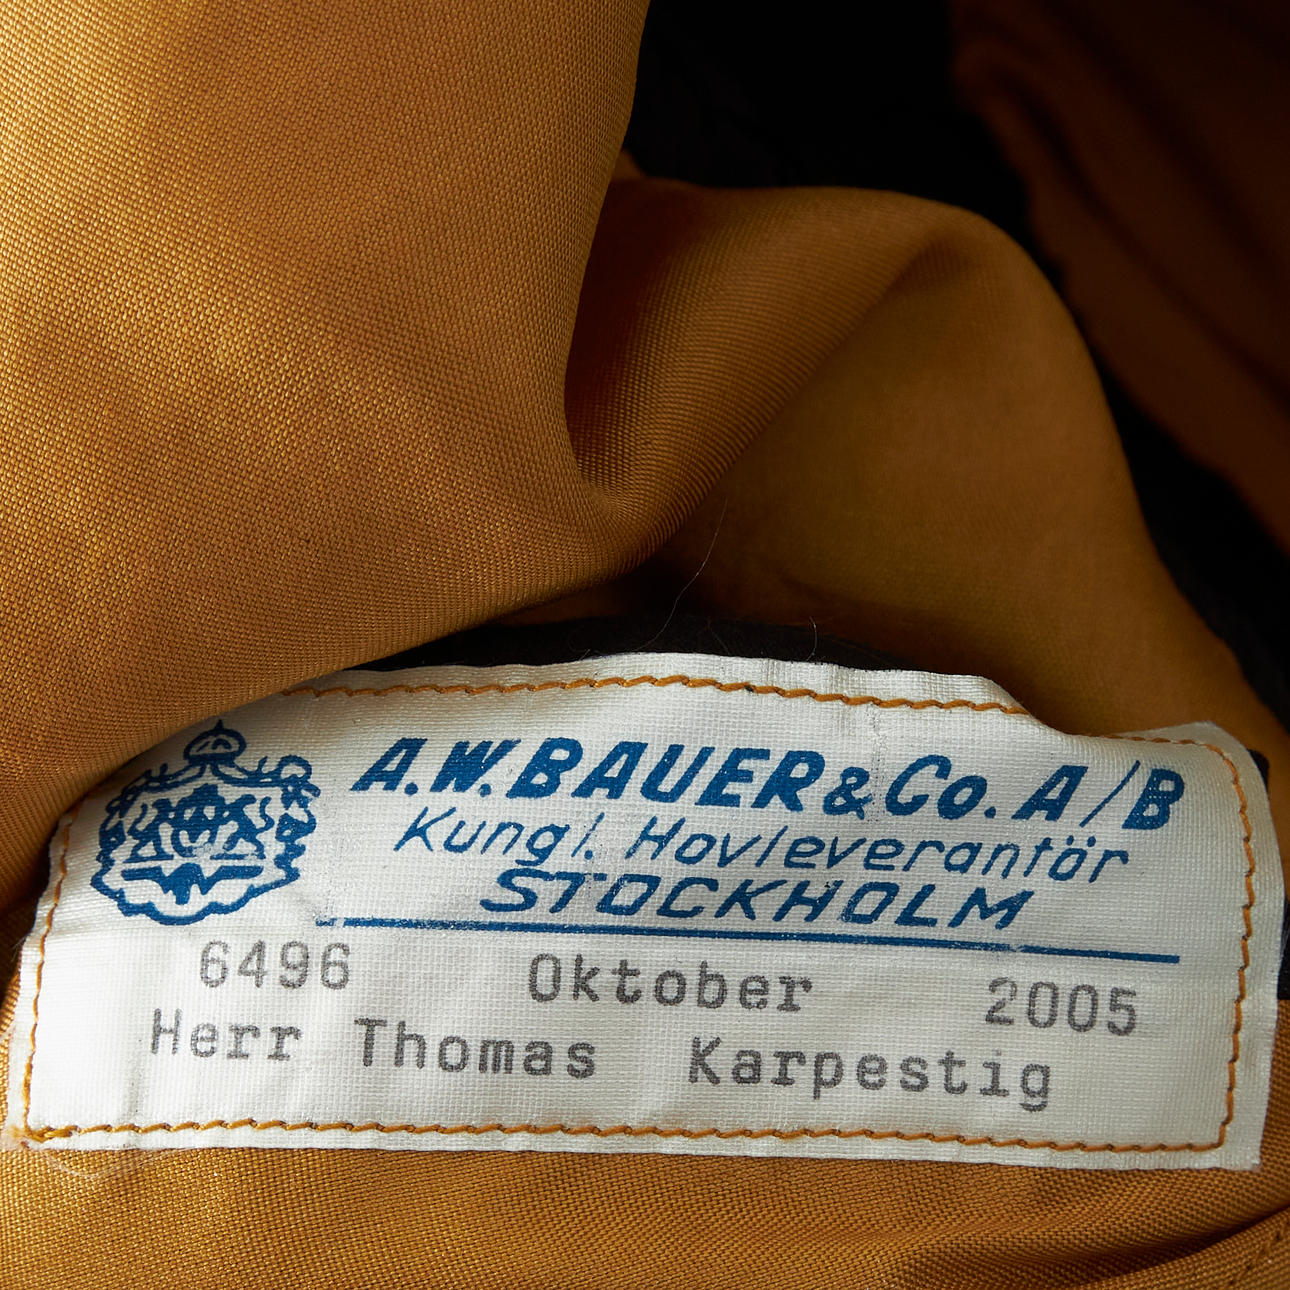 A.W.BAUER & Co. A/B
Kungl. Hovleverantör
STOCKHOLM
6496 Oktober 2005
Herr Thomas Karpestig